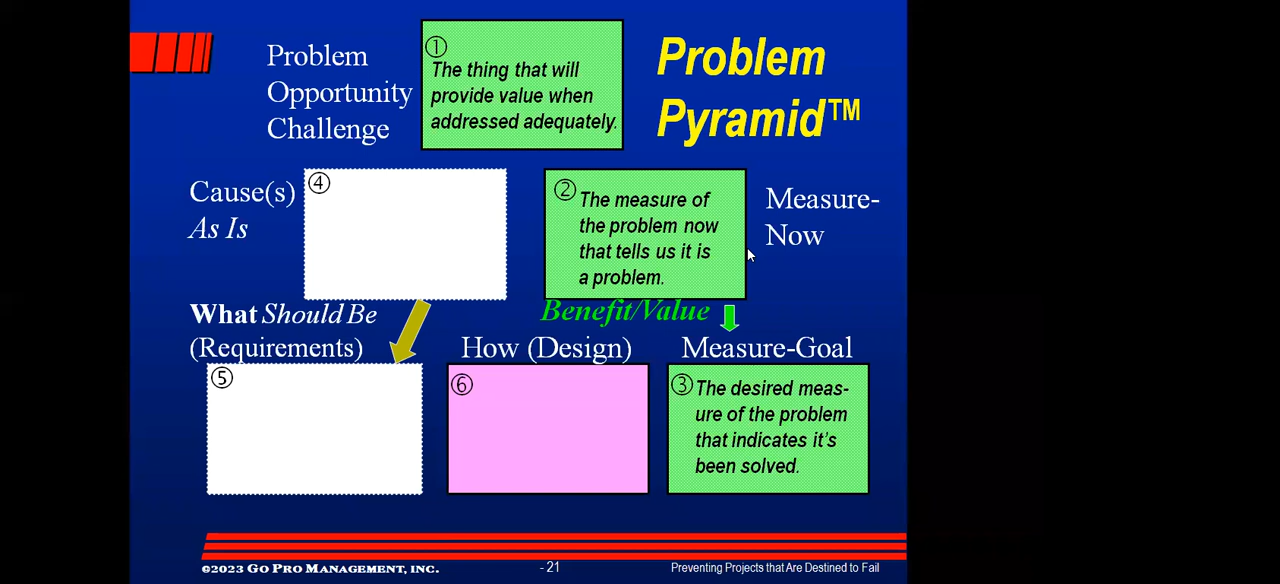 Problem
Opportunity
Challenge
①
The thing that will
provide value when
addressed adequately.
Problem
Pyramid™
Cause(s)
As Is
④
②
The measure of
the problem now
that tells us it is
a problem.
Measure-
Now
What Should Be
(Requirements)
Benefit/Value
How (Design)
Measure-Goal
⑤
⑥
③ The desired meas-
ure of the problem
that indicates it's
been solved.
©2023 GO PRO MANAGEMENT, INC.
- 21
Preventing Projects that Are Destined to Fail